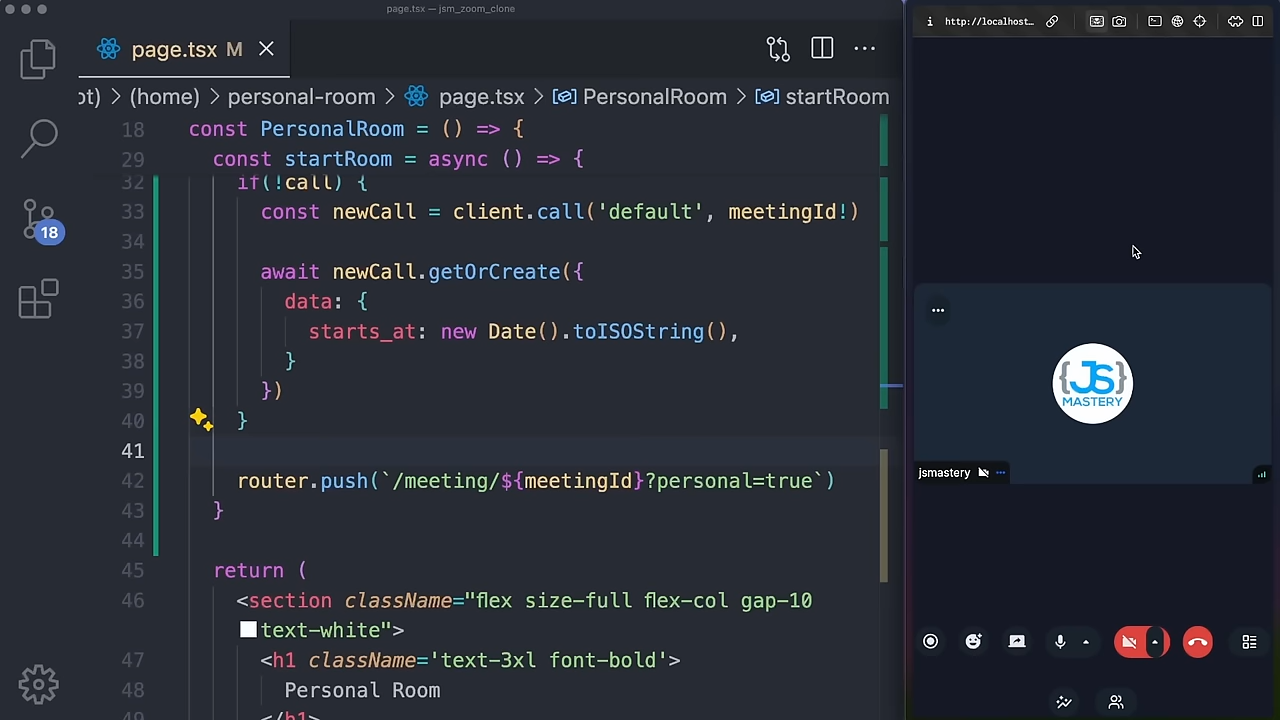 page.tsx — jsm_zoom_clone
page.tsx M
ot) > (home) > personal-room > page.tsx > PersonalRoom > startRoom
18 const PersonalRoom = () => {
29 const startRoom = async () => {
32 if(!call) {
33 const newCall = client.call('default', meetingId!)
34
35 await newCall.getOrCreate({
36 data: {
37 starts_at: new Date().toISOString(),
38 }
39 })
40 }
41
42 router.push(`/meeting/${meetingId}?personal=true`)
43 }
44
45 return (
46 <section className="flex size-full flex-col gap-10
text-white">
47 <h1 className='text-3xl font-bold'>
48 Personal Room
49 </h1>
18
http://localhost...
{JS}
MASTERY
jsmastery